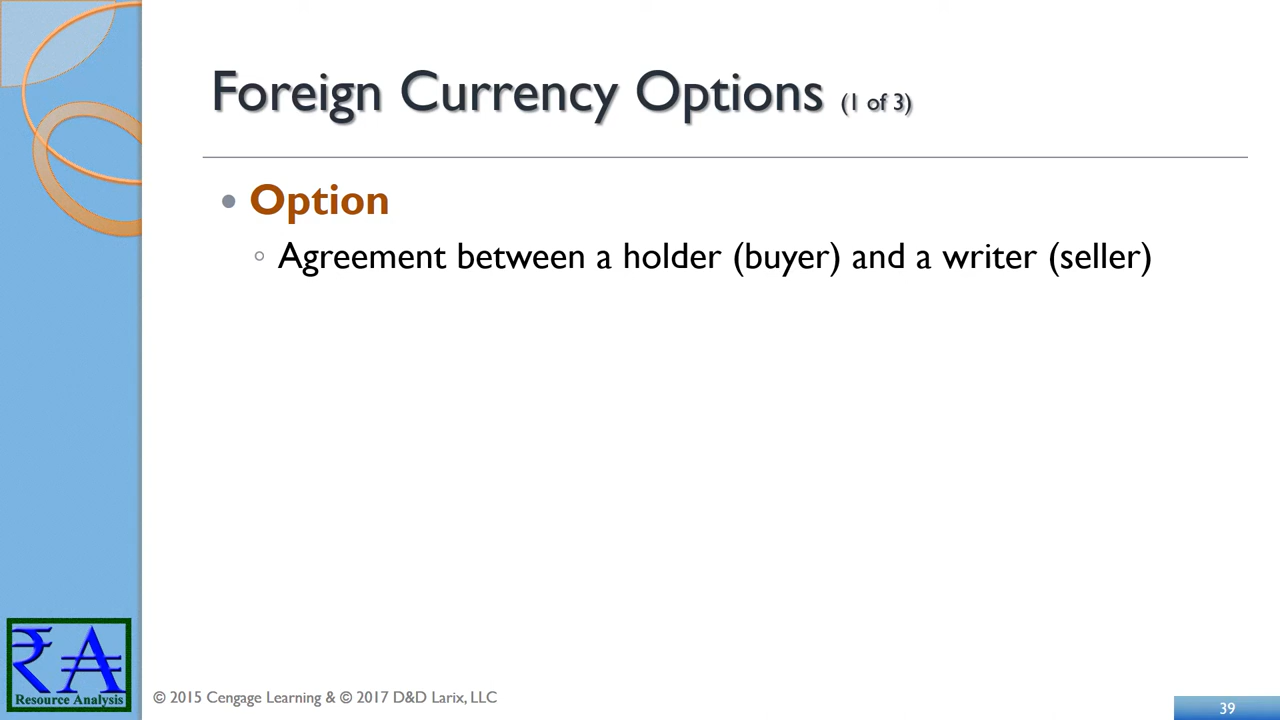 Foreign Currency Options (1 of 3)
• Option
◦ Agreement between a holder (buyer) and a writer (seller)
₹A
Resource Analysis
© 2015 Cengage Learning & © 2017 D&D Larix, LLC
39